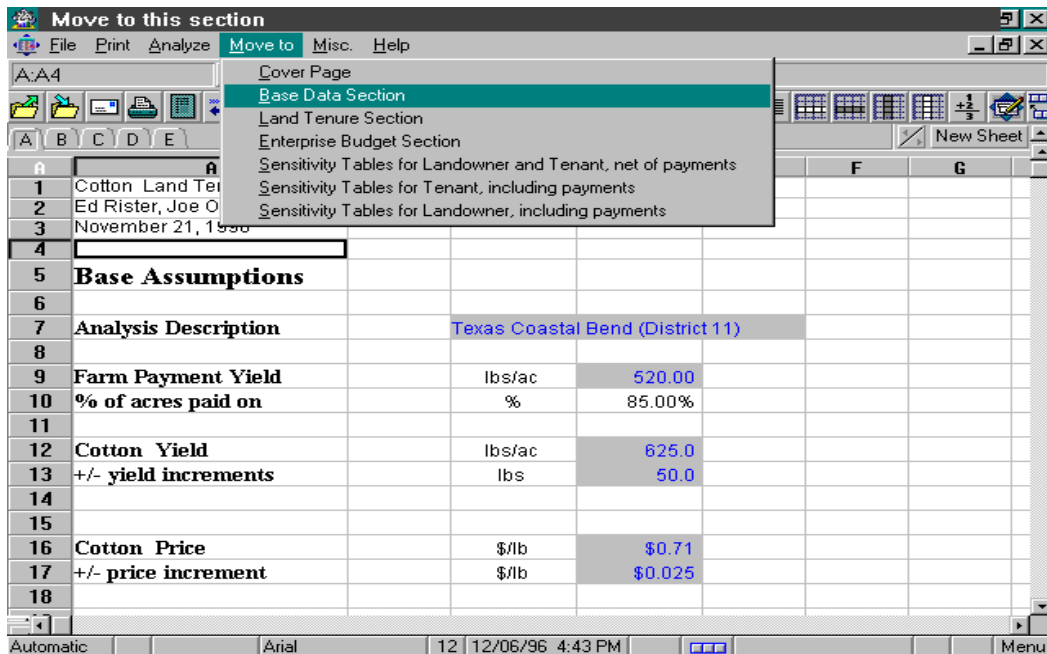 Move to this section
File Print Analyze Move to Misc. Help
A:A4
Cover Page
Base Data Section
Land Tenure Section
Enterprise Budget Section
Sensitivity Tables for Landowner and Tenant, net of payments
Sensitivity Tables for Tenant, including payments
Sensitivity Tables for Landowner, including payments
A B C D E New Sheet
A A F G
1 Cotton Land
2 Ed Rister, Joe
3 November 21,
4
5 Base Assumptions
6
7 Analysis Description Texas Coastal Bend (District 11)
8
9 Farm Payment Yield lbs/ac 520.00
10 % of acres paid on % 85.00%
11
12 Cotton Yield lbs/ac 625.0
13 +/- yield increments lbs 50.0
14
15
16 Cotton Price $/lb $0.71
17 +/- price increment $/lb $0.025
18
Automatic Arial 12 12/06/96 4:43 PM Menu